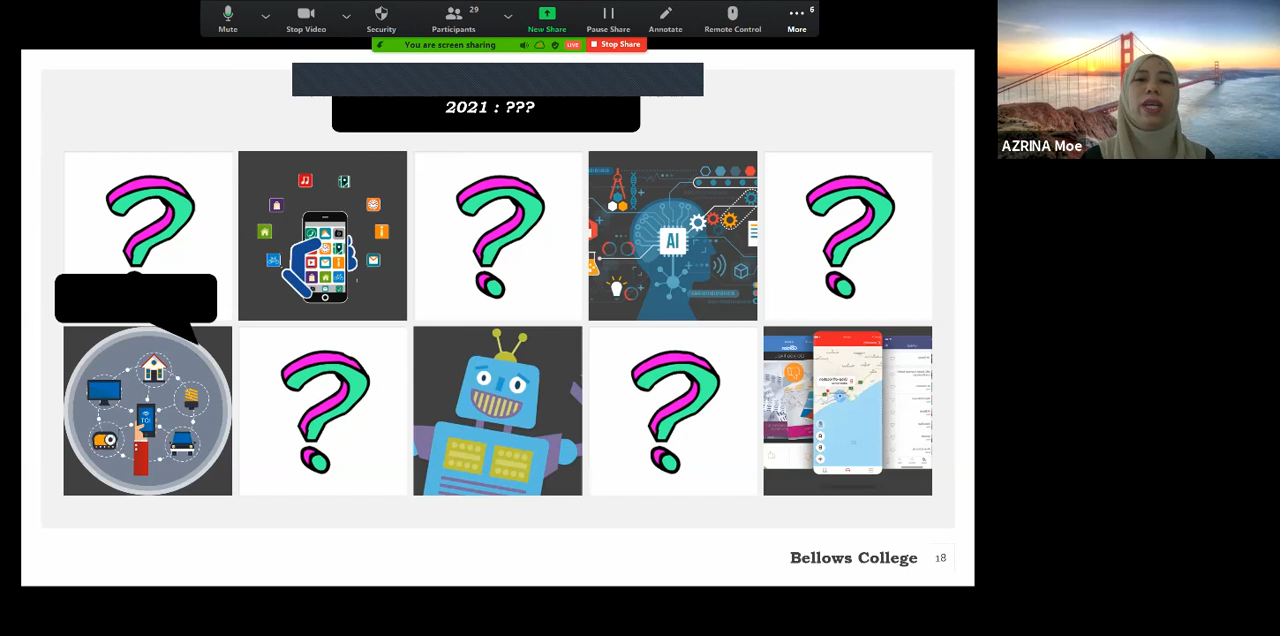 29
6
Mute
Stop Video
Security
Participants
New Share
Pause Share
Annotate
Remote Control
More
You are screen sharing
LIVE
Stop Share
2021 : ???
AI
AZRINA Moe
Bellows College
18